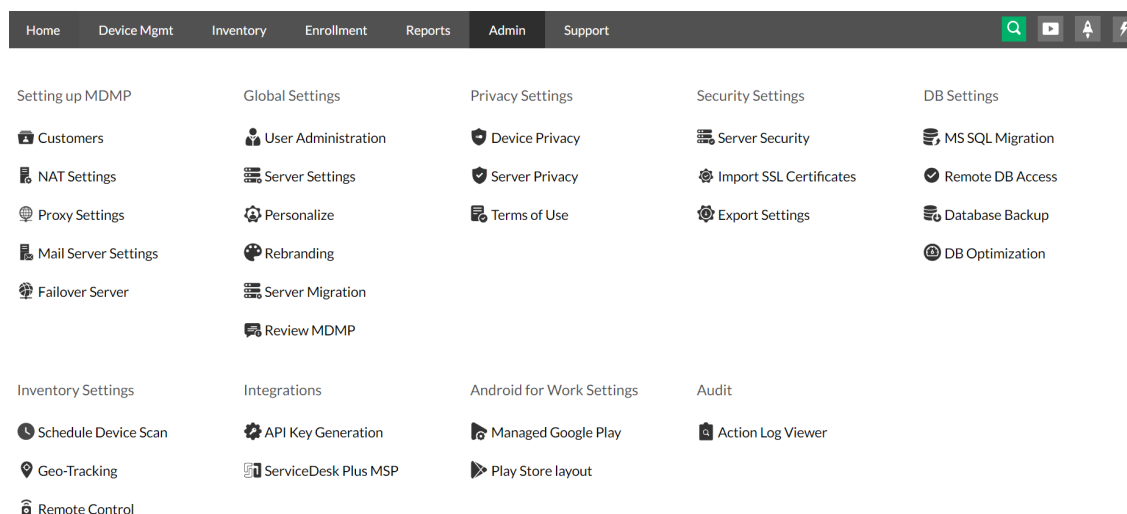 Home Device Mgmt Inventory Enrollment Reports Admin Support
Setting up MDMP Global Settings Privacy Settings Security Settings DB Settings
Customers User Administration Device Privacy Server Security MS SQL Migration
NAT Settings Server Settings Server Privacy Import SSL Certificates Remote DB Access
Proxy Settings Personalize Terms of Use Export Settings Database Backup
Mail Server Settings Rebranding DB Optimization
Failover Server Server Migration
Review MDMP
Inventory Settings Integrations Android for Work Settings Audit
Schedule Device Scan API Key Generation Managed Google Play Action Log Viewer
Geo-Tracking ServiceDesk Plus MSP Play Store layout
Remote Control